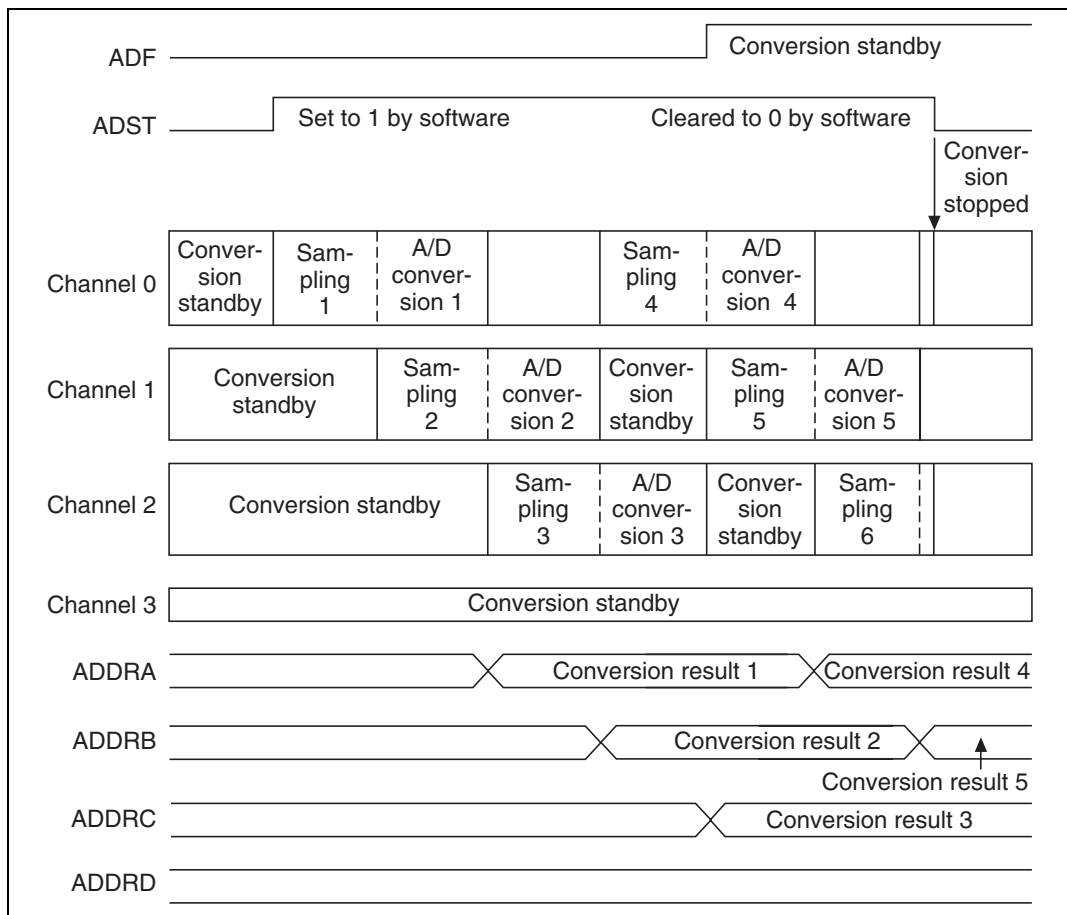 ADF
Conversion standby
ADST
Set to 1 by software
Cleared to 0 by software
Conver-
sion
stopped
Channel 0
Conver-
sion
standby
Sam-
pling
1
A/D
conver-
sion 1
Sam-
pling
4
A/D
conver-
sion 4
Channel 1
Conversion
standby
Sam-
pling
2
A/D
conver-
sion 2
Conver-
sion
standby
Sam-
pling
5
A/D
conver-
sion 5
Channel 2
Conversion standby
Sam-
pling
3
A/D
conver-
sion 3
Conver-
sion
standby
Sam-
pling
6
Channel 3
Conversion standby
ADDRA
Conversion result 1
Conversion result 4
ADDRB
Conversion result 2
Conversion result 5
ADDRC
Conversion result 3
ADDRD